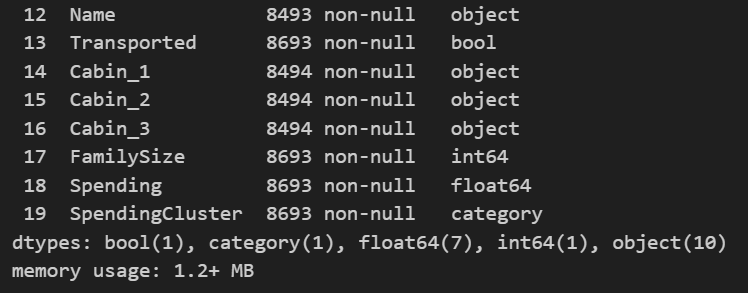 12 Name 8493 non-null object
13 Transported 8693 non-null bool
14 Cabin_1 8494 non-null object
15 Cabin_2 8494 non-null object
16 Cabin_3 8494 non-null object
17 FamilySize 8693 non-null int64
18 Spending 8693 non-null float64
19 SpendingCluster 8693 non-null category
dtypes: bool(1), category(1), float64(7), int64(1), object(10)
memory usage: 1.2+ MB